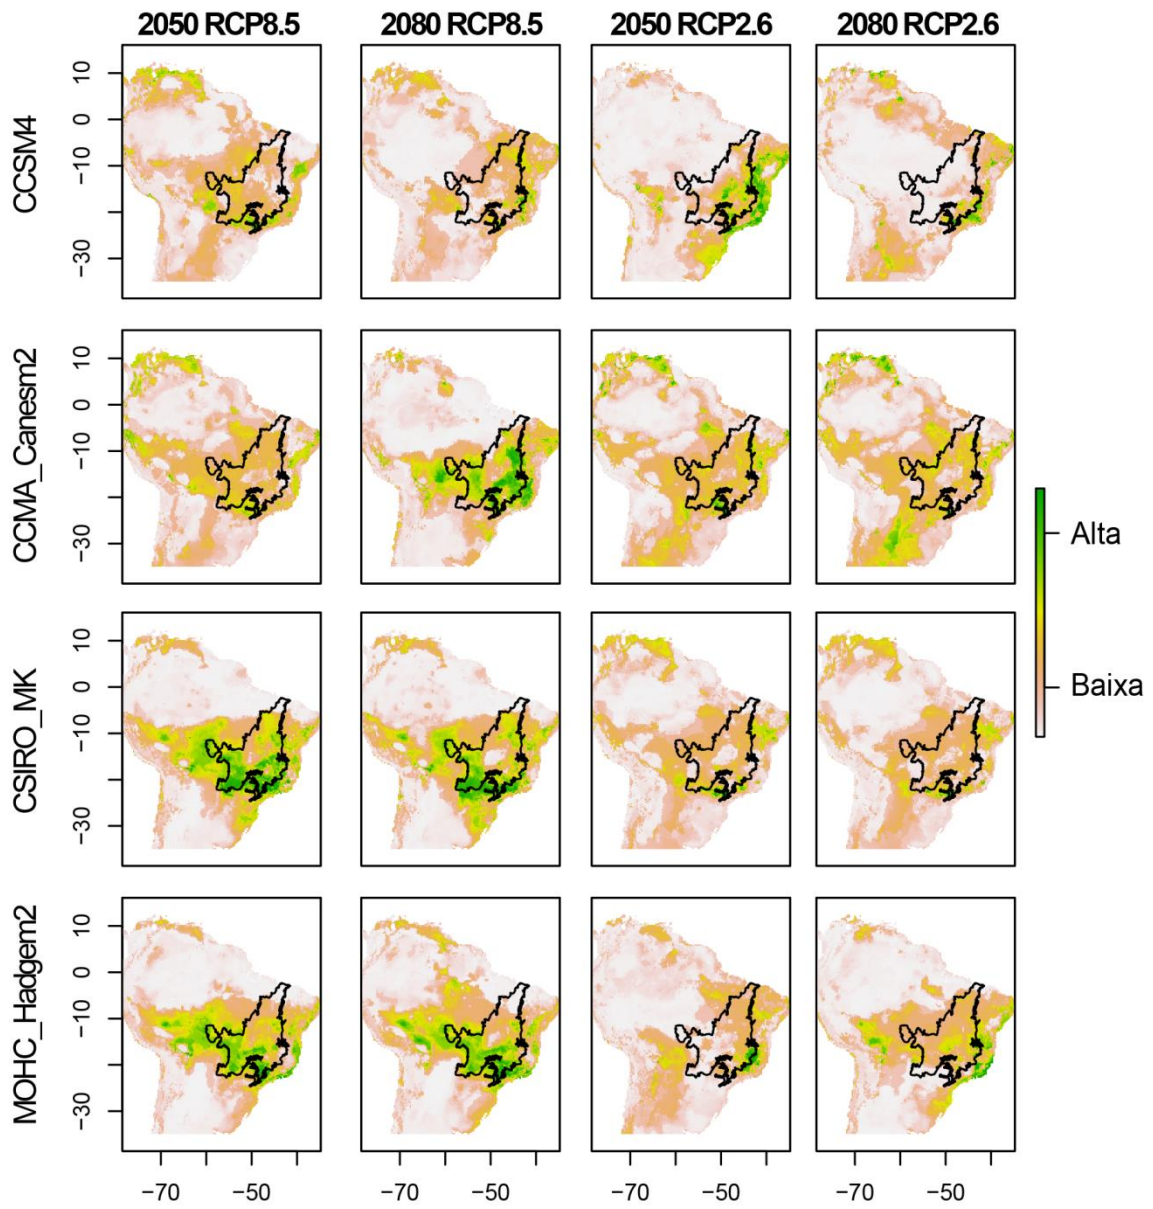 2050 RCP8.5 2080 RCP8.5 2050 RCP2.6 2080 RCP2.6
CCSM4
10
0
−10
−30
CCMA_Canesm2
10
0
−10
−30
Alta
Baixa
CSIRO_MK
10
0
−10
−30
MOHC_Hadgem2
10
0
−10
−30
−70 −50 −70 −50 −70 −50 −70 −50